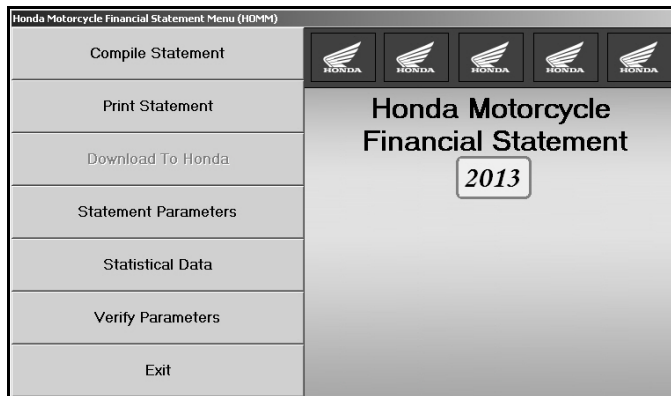 Honda Motorcycle Financial Statement Menu (HOMM)
Compile Statement
Print Statement
Download To Honda
Statement Parameters
Statistical Data
Verify Parameters
Exit
HONDA HONDA HONDA HONDA HONDA
Honda Motorcycle
Financial Statement
2013